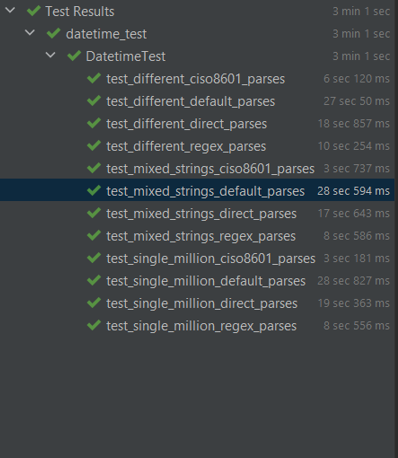 Test Results 3 min 1 sec
datetime_test 3 min 1 sec
DatetimeTest 3 min 1 sec
test_different_ciso8601_parses 6 sec 120 ms
test_different_default_parses 27 sec 50 ms
test_different_direct_parses 18 sec 857 ms
test_different_regex_parses 10 sec 254 ms
test_mixed_strings_ciso8601_parses 3 sec 737 ms
test_mixed_strings_default_parses 28 sec 594 ms
test_mixed_strings_direct_parses 17 sec 643 ms
test_mixed_strings_regex_parses 8 sec 586 ms
test_single_million_ciso8601_parses 3 sec 181 ms
test_single_million_default_parses 28 sec 827 ms
test_single_million_direct_parses 19 sec 363 ms
test_single_million_regex_parses 8 sec 556 ms